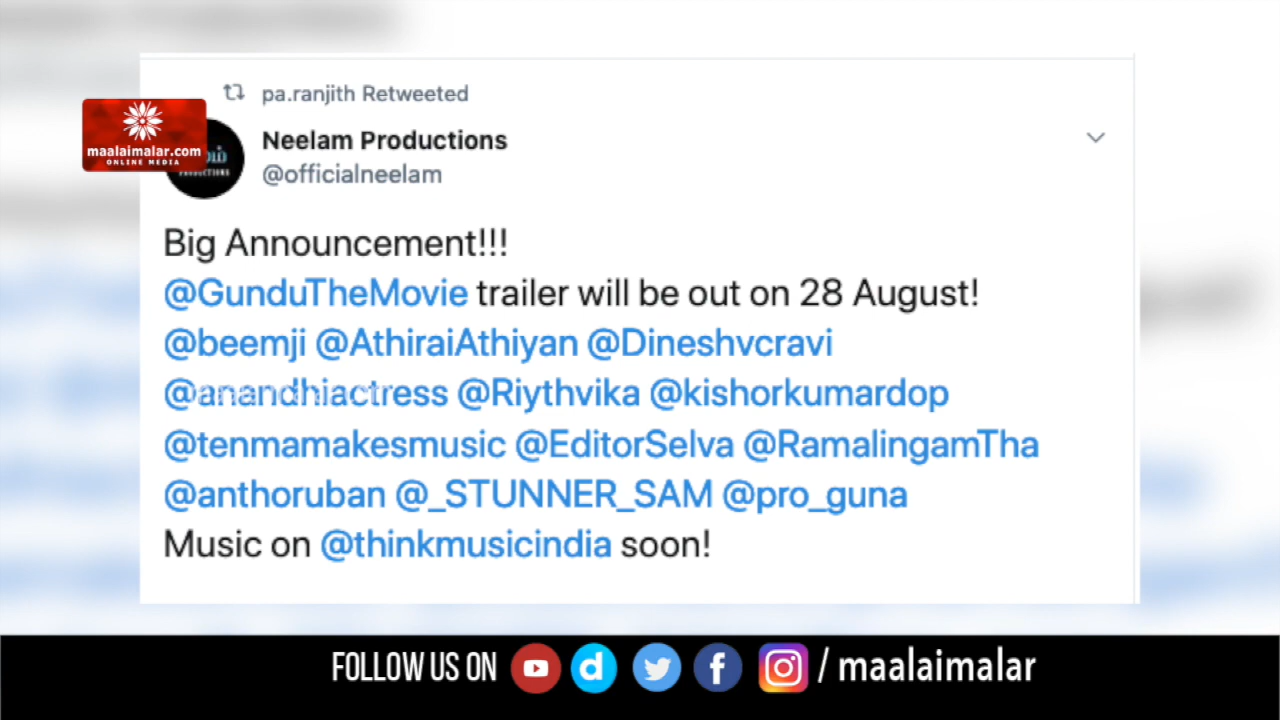 pa.ranjith Retweeted
maalaimalar.com
ONLINE MEDIA
PRODUCTIONS
Neelam Productions
@officialneelam
Big Announcement!!!
@GunduTheMovie trailer will be out on 28 August!
@beemji @AthiraiAthiyan @Dineshvcravi
@anandhiactress @Riythvika @kishorkumardop
@tenmamakesmusic @EditorSelva @RamalingamTha
@anthoruban @_STUNNER_SAM @pro_guna
Music on @thinkmusicindia soon!
FOLLOW US ON / maalaimalar